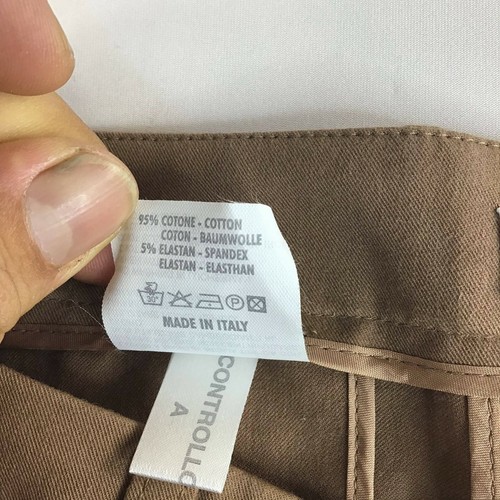 95% COTONE - COTTON
COTON - BAUMWOLLE
5% ELASTAN - SPANDEX
ELASTAN - ELASTHAN
30°
P
MADE IN ITALY
CONTROLLO
A